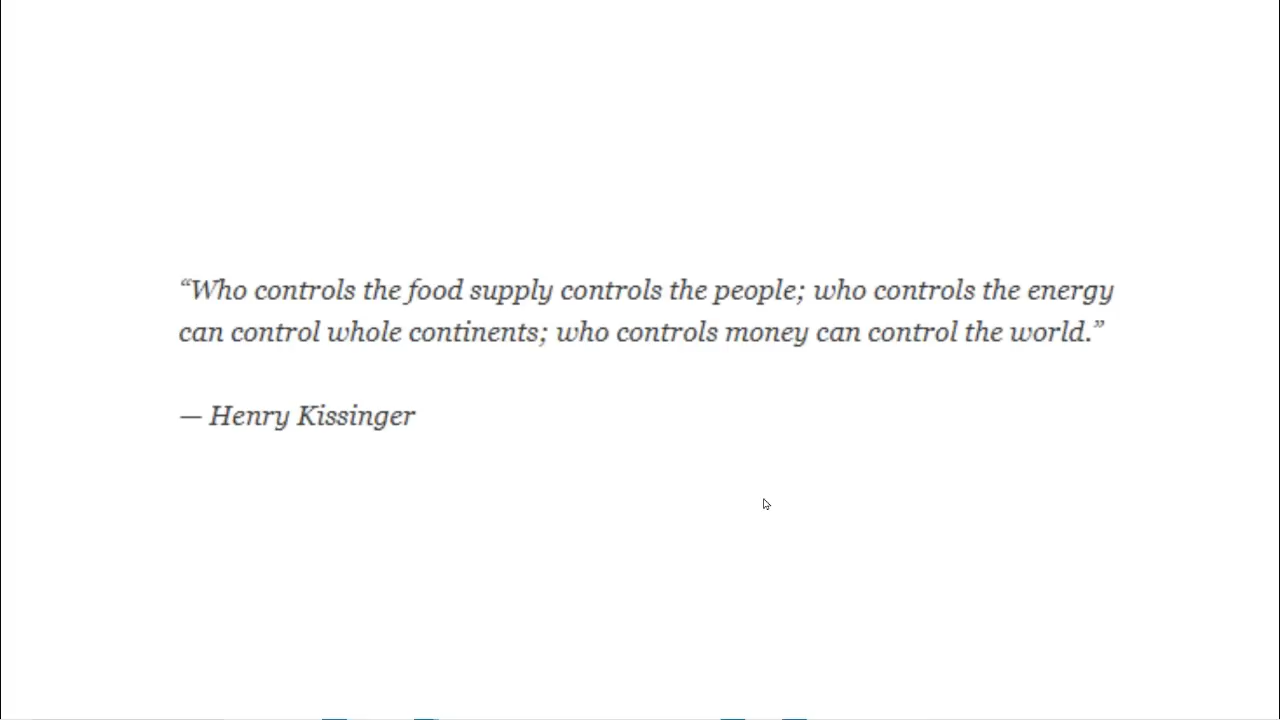 “Who controls the food supply controls the people; who controls the energy
can control whole continents; who controls money can control the world.”
— Henry Kissinger